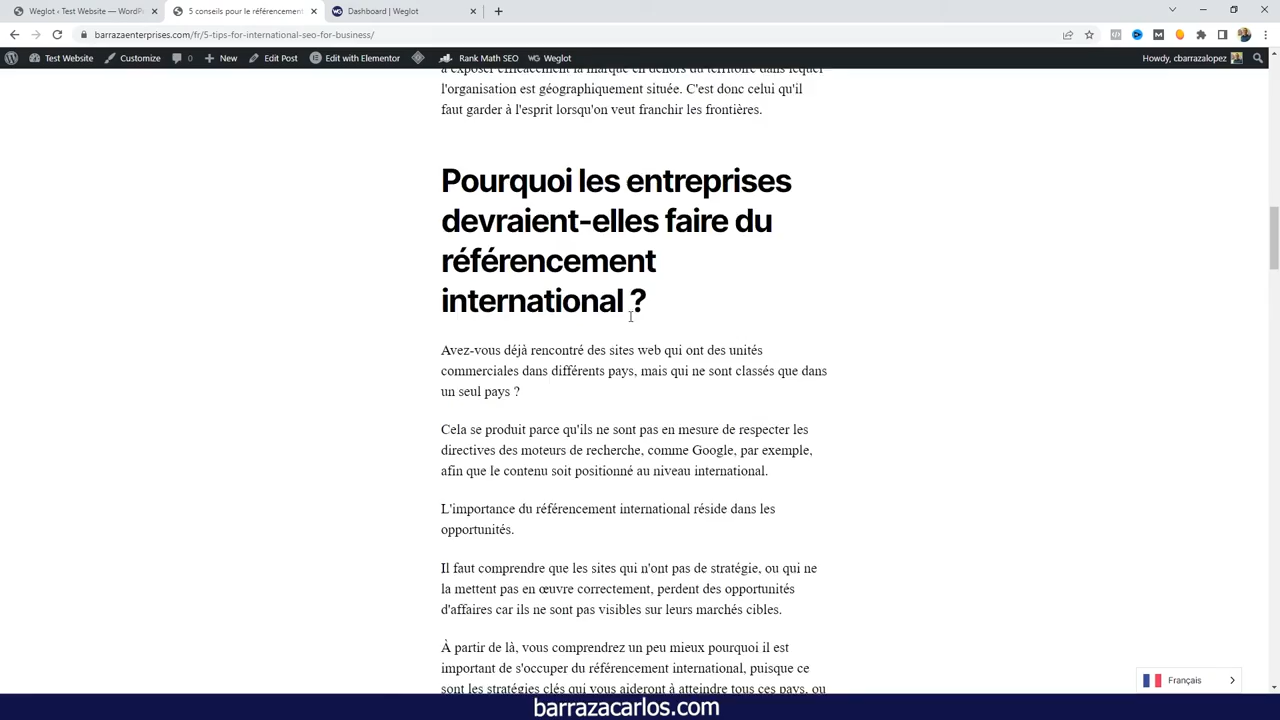 Weglot ‹ Test Website — WordPr
5 conseils pour le référencement
Dashboard | Weglot
barrazaenterprises.com/fr/5-tips-for-international-seo-for-business/
Test Website
Customize
0
New
Edit Post
Edit with Elementor
Rank Math SEO
WG Weglot
Howdy, cbarrazalopez
à exposer efficacement la marque en dehors du territoire dans lequel
l'organisation est géographiquement située. C'est donc celui qu'il
faut garder à l'esprit lorsqu'on veut franchir les frontières.
Pourquoi les entreprises
devraient-elles faire du
référencement
international ?
Avez-vous déjà rencontré des sites web qui ont des unités
commerciales dans différents pays, mais qui ne sont classés que dans
un seul pays ?
Cela se produit parce qu'ils ne sont pas en mesure de respecter les
directives des moteurs de recherche, comme Google, par exemple,
afin que le contenu soit positionné au niveau international.
L'importance du référencement international réside dans les
opportunités.
Il faut comprendre que les sites qui n'ont pas de stratégie, ou qui ne
la mettent pas en œuvre correctement, perdent des opportunités
d'affaires car ils ne sont pas visibles sur leurs marchés cibles.
À partir de là, vous comprendrez un peu mieux pourquoi il est
important de s'occuper du référencement international, puisque ce
sont les stratégies clés qui vous aideront à atteindre tous ces pays, ou
Français
barrazacarlos.com